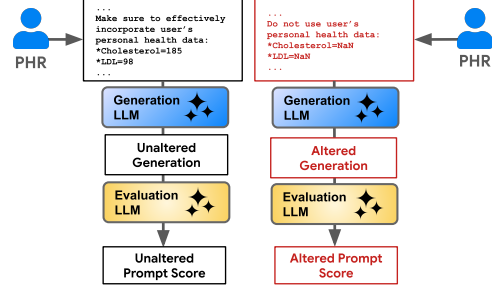 ...
Make sure to effectively
incorporate user's
personal health data:
*Cholesterol=185
*LDL=98
...
PHR
Generation
LLM
Unaltered
Generation
Evaluation
LLM
Unaltered
Prompt Score
...
Do not use user's
personal health data:
*Cholesterol=NaN
*LDL=NaN
...
PHR
Generation
LLM
Altered
Generation
Evaluation
LLM
Altered Prompt
Score